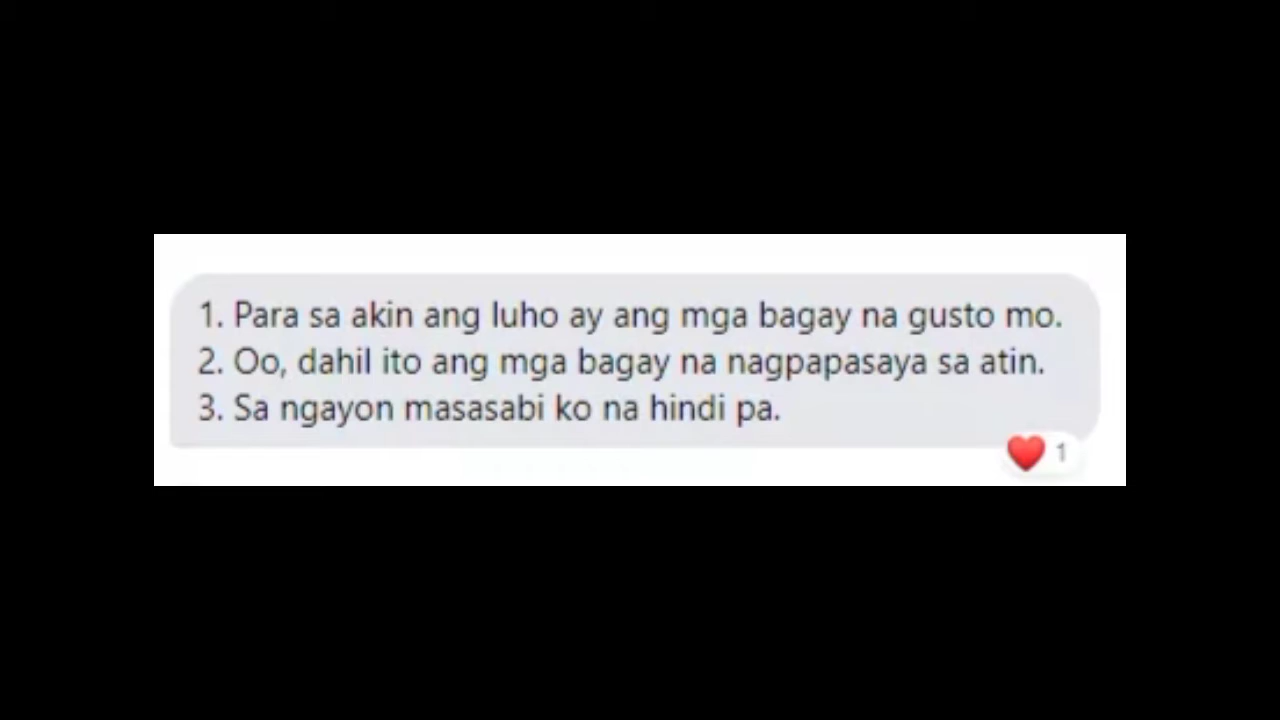 1. Para sa akin ang luho ay ang mga bagay na gusto mo.
2. Oo, dahil ito ang mga bagay na nagpapasaya sa atin.
3. Sa ngayon masasabi ko na hindi pa.
1